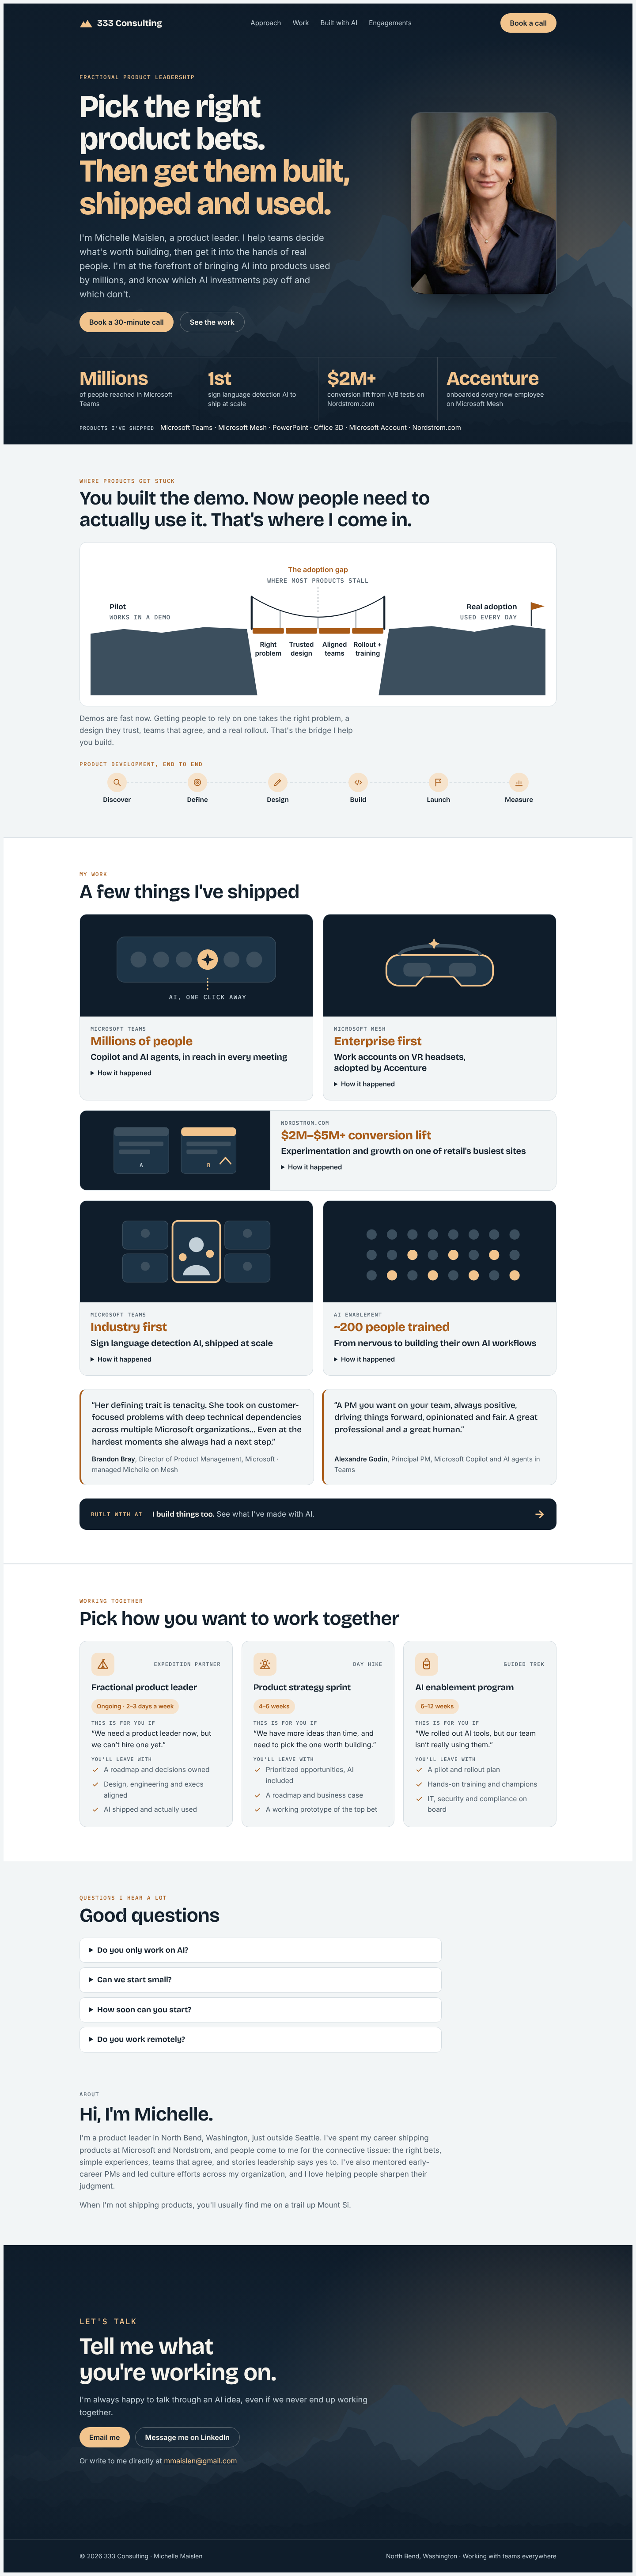 333 Consulting
Approach
Work
Built with AI
Engagements
Book a call
FRACTIONAL PRODUCT LEADERSHIP
Pick the right
product bets.
Then get them built,
shipped and used.
I'm Michelle Maislen, a product leader. I help teams decide
what's worth building, then get it into the hands of real
people. I'm at the forefront of bringing AI into products used
by millions, and know which AI investments pay off and
which don't.
Book a 30-minute call
See the work
Millions
of people reached in Microsoft
Teams
1st
sign language detection AI to
ship at scale
$2M+
conversion lift from A/B tests on
Nordstrom.com
Accenture
onboarded every new employee
on Microsoft Mesh
PRODUCTS I'VE SHIPPED Microsoft Teams · Microsoft Mesh · PowerPoint · Office 3D · Microsoft Account · Nordstrom.com
WHERE PRODUCTS GET STUCK
You built the demo. Now people need to
actually use it. That's where I come in.
The adoption gap
WHERE MOST PRODUCTS STALL
Pilot
WORKS IN A DEMO
Real adoption
USED EVERY DAY
Right
problem
Trusted
design
Aligned
teams
Rollout +
training
Demos are fast now. Getting people to rely on one takes the right problem, a
design they trust, teams that agree, and a real rollout. That's the bridge I help
you build.
PRODUCT DEVELOPMENT, END TO END
Discover
Define
Design
Build
Launch
Measure
MY WORK
A few things I've shipped
AI, ONE CLICK AWAY
MICROSOFT TEAMS
Millions of people
Copilot and AI agents, in reach in every meeting
▶ How it happened
MICROSOFT MESH
Enterprise first
Work accounts on VR headsets,
adopted by Accenture
▶ How it happened
A
B
NORDSTROM.COM
$2M–$5M+ conversion lift
Experimentation and growth on one of retail's busiest sites
▶ How it happened
MICROSOFT TEAMS
Industry first
Sign language detection AI, shipped at scale
▶ How it happened
AI ENABLEMENT
~200 people trained
From nervous to building their own AI workflows
▶ How it happened
"Her defining trait is tenacity. She took on customer-
focused problems with deep technical dependencies
across multiple Microsoft organizations... Even at the
hardest moments she always had a next step."
Brandon Bray, Director of Product Management, Microsoft ·
managed Michelle on Mesh
"A PM you want on your team, always positive,
driving things forward, opinionated and fair. A great
professional and a great human."
Alexandre Godin, Principal PM, Microsoft Copilot and AI agents in
Teams
BUILT WITH AI I build things too. See what I've made with AI.
WORKING TOGETHER
Pick how you want to work together
EXPEDITION PARTNER
Fractional product leader
Ongoing · 2–3 days a week
THIS IS FOR YOU IF
"We need a product leader now, but
we can't hire one yet."
YOU'LL LEAVE WITH
A roadmap and decisions owned
Design, engineering and execs
aligned
AI shipped and actually used
DAY HIKE
Product strategy sprint
4–6 weeks
THIS IS FOR YOU IF
"We have more ideas than time, and
need to pick the one worth building."
YOU'LL LEAVE WITH
Prioritized opportunities, AI
included
A roadmap and business case
A working prototype of the top bet
GUIDED TREK
AI enablement program
6–12 weeks
THIS IS FOR YOU IF
"We rolled out AI tools, but our team
isn't really using them."
YOU'LL LEAVE WITH
A pilot and rollout plan
Hands-on training and champions
IT, security and compliance on
board
QUESTIONS I HEAR A LOT
Good questions
▶ Do you only work on AI?
▶ Can we start small?
▶ How soon can you start?
▶ Do you work remotely?
ABOUT
Hi, I'm Michelle.
I'm a product leader in North Bend, Washington, just outside Seattle. I've spent my career shipping
products at Microsoft and Nordstrom, and people come to me for the connective tissue: the right bets,
simple experiences, teams that agree, and stories leadership says yes to. I've also mentored early-
career PMs and led culture efforts across my organization, and I love helping people sharpen their
judgment.
When I'm not shipping products, you'll usually find me on a trail up Mount Si.
LET'S TALK
Tell me what
you're working on.
I'm always happy to talk through an AI idea, even if we never end up working
together.
Email me
Message me on LinkedIn
Or write to me directly at mmaislen@gmail.com
© 2026 333 Consulting · Michelle Maislen
North Bend, Washington · Working with teams everywhere